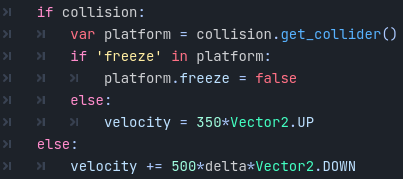 if collision:
var platform = collision.get_collider()
if 'freeze' in platform:
platform.freeze = false
else:
velocity = 350*Vector2.UP
else:
velocity += 500*delta*Vector2.DOWN